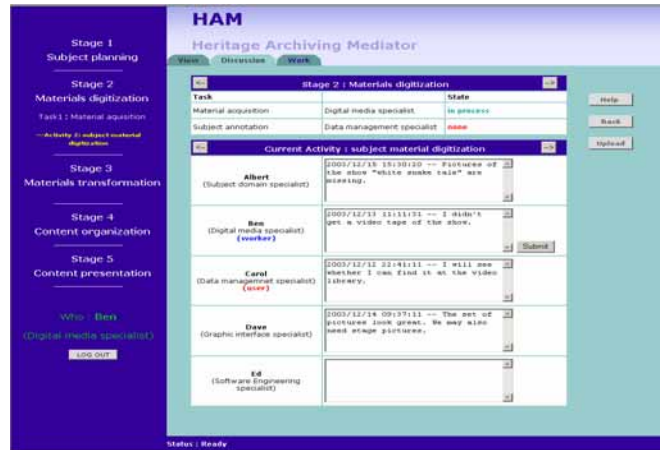 HAM
Heritage Archiving Mediator
View Discussion Work
Stage 1
Subject planning
Stage 2
Materials digitization
Task1 : Material aquisition
~~Activity 2: subject material
digitization
Stage 3
Materials transformation
Stage 4
Content organization
Stage 5
Content presentation
Who : Ben
(Digital media specialist)
LOG OUT
<-- Stage 2 : Materials digitization -->
Task State
Material acquisition Digital media specialist in process
Subject annotation Data management specialist none
<-- Current Activity : subject material digitization -->
Albert
(Subject domain specialist)
2003/12/15 15:30:20 -- Pictures of
the show "white snake tale" are
missing.
Ben
(Digital media specialist)
(worker)
2003/12/13 11:11:31 -- I didn't
get a video tape of the show.
Submit
Carol
(Data managemnet specialist)
(user)
2003/12/12 22:41:11 -- I will see
whether I can find it at the video
library.
Dave
(Graphic interface specialist)
2003/12/14 09:37:11 -- The set of
pictures look great. We may also
need stage pictures.
Ed
(Software Engineering
specialist)
Help
Back
Upload
Status : Ready